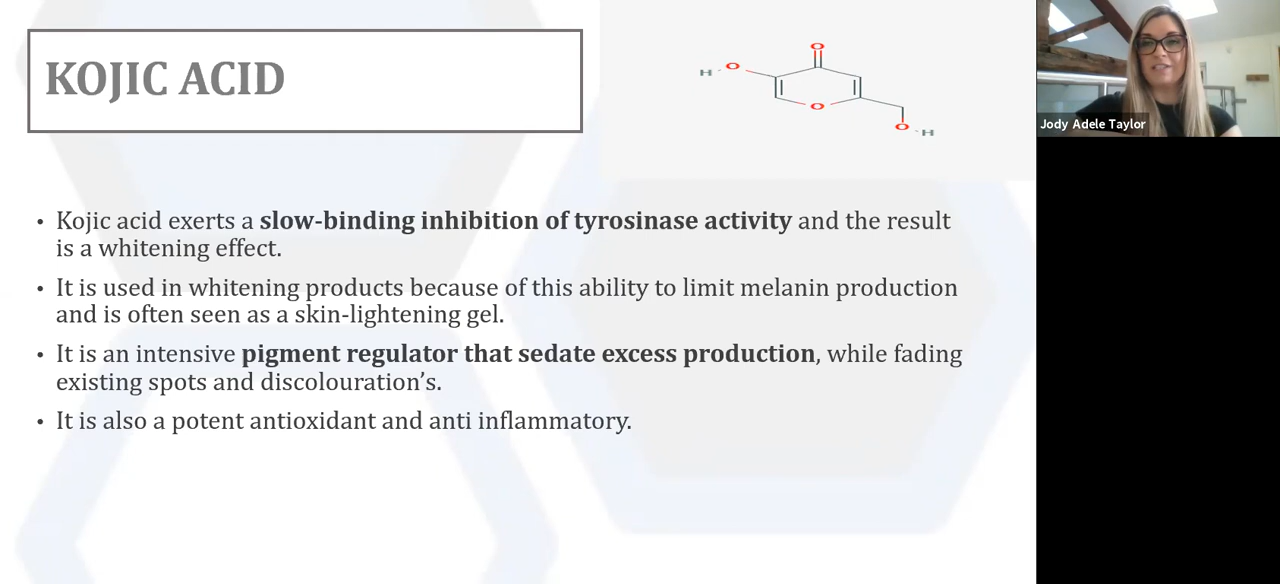 KOJIC ACID
H O O O O H
Jody Adele Taylor
• Kojic acid exerts a slow-binding inhibition of tyrosinase activity and the result
is a whitening effect.
• It is used in whitening products because of this ability to limit melanin production
and is often seen as a skin-lightening gel.
• It is an intensive pigment regulator that sedate excess production, while fading
existing spots and discolouration’s.
• It is also a potent antioxidant and anti inflammatory.